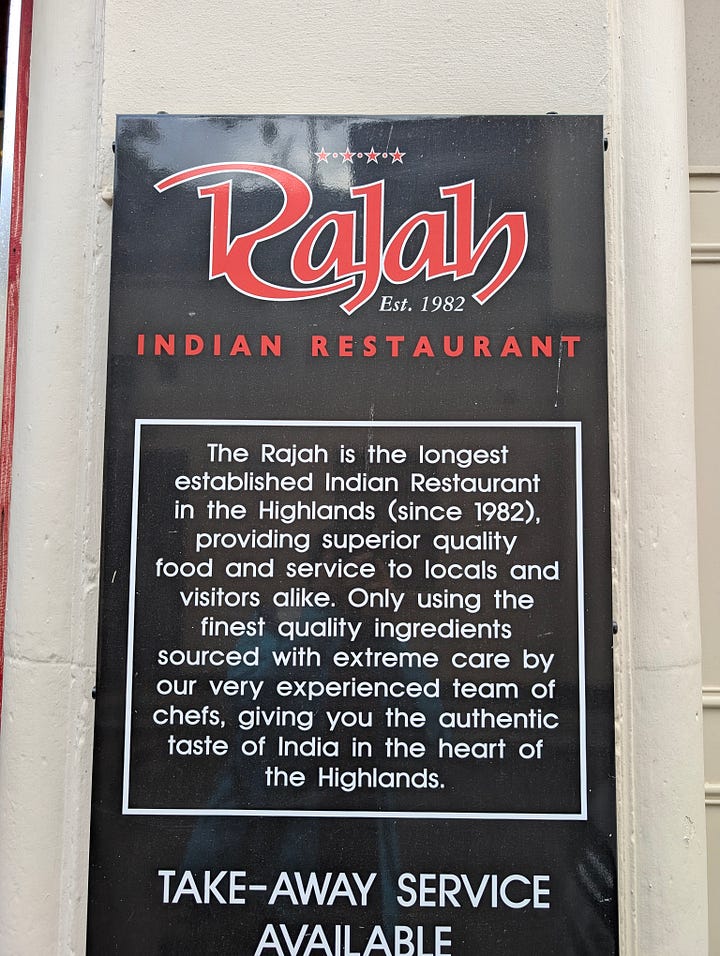 Rajah
Est. 1982
INDIAN RESTAURANT
The Rajah is the longest
established Indian Restaurant
in the Highlands (since 1982),
providing superior quality
food and service to locals and
visitors alike. Only using the
finest quality ingredients
sourced with extreme care by
our very experienced team of
chefs, giving you the authentic
taste of India in the heart of
the Highlands.
TAKE-AWAY SERVICE
AVAILABLE